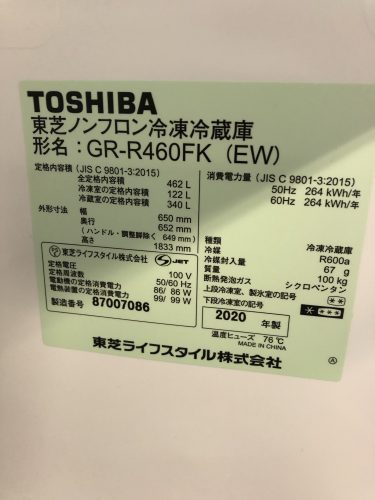 TOSHIBA
東芝ノンフロン冷凍冷蔵庫
形名：GR-R460FK (EW)
定格内容積 (JIS C 9801-3:2015)
全定格内容積 462 L
冷凍室の定格内容積 122 L
冷蔵室の定格内容積 340 L
外形寸法 幅 650 mm
奥行 652 mm
(ハンドル・調整脚除く 649 mm)
高さ 1833 mm
東芝ライフスタイル株式会社 S JET
定格電圧 100 V
定格周波数 50/60 Hz
電動機の定格消費電力 86/ 86 W
電熱装置の定格消費電力 99/ 99 W
製造番号 87007086
消費電力量 (JIS C 9801-3:2015)
50Hz 264 kWh/年
60Hz 264 kWh/年
種類 冷凍冷蔵庫
冷媒 R600a
冷媒封入量 67 g
質量 100 kg
断熱発泡ガス シクロペンタン
上段冷凍室、製氷室の記号 ＊＊
下段冷凍室の記号 ＊ ＊＊＊
2020 年製
温度ヒューズ 76℃
MADE IN CHINA
東芝ライフスタイル株式会社 Ⓐ